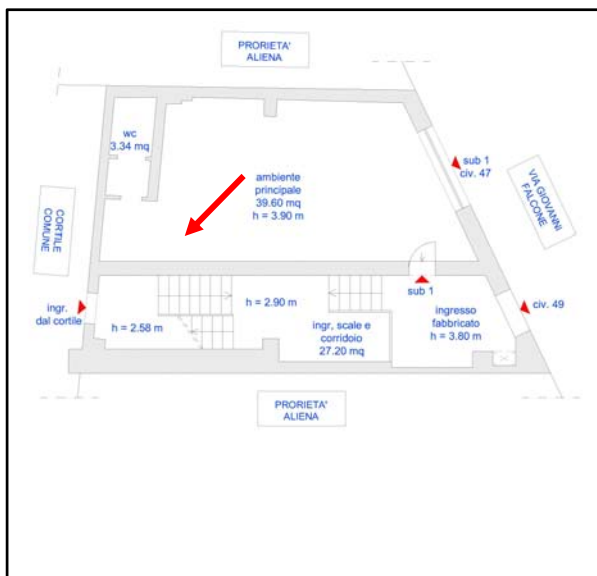 PRORIETA'
ALIENA
wc
3.34 mq
sub 1
civ. 47
ambiente
principale
39.60 mq
h = 3.90 m
VIA GIOVANNI
FALCONE
CORTILE
COMUNE
ingr.
dal cortile
h = 2.58 m
h = 2.90 m
sub 1
civ. 49
ingr, scale e
corridoio
27.20 mq
ingresso
fabbricato
h = 3.80 m
PRORIETA'
ALIENA